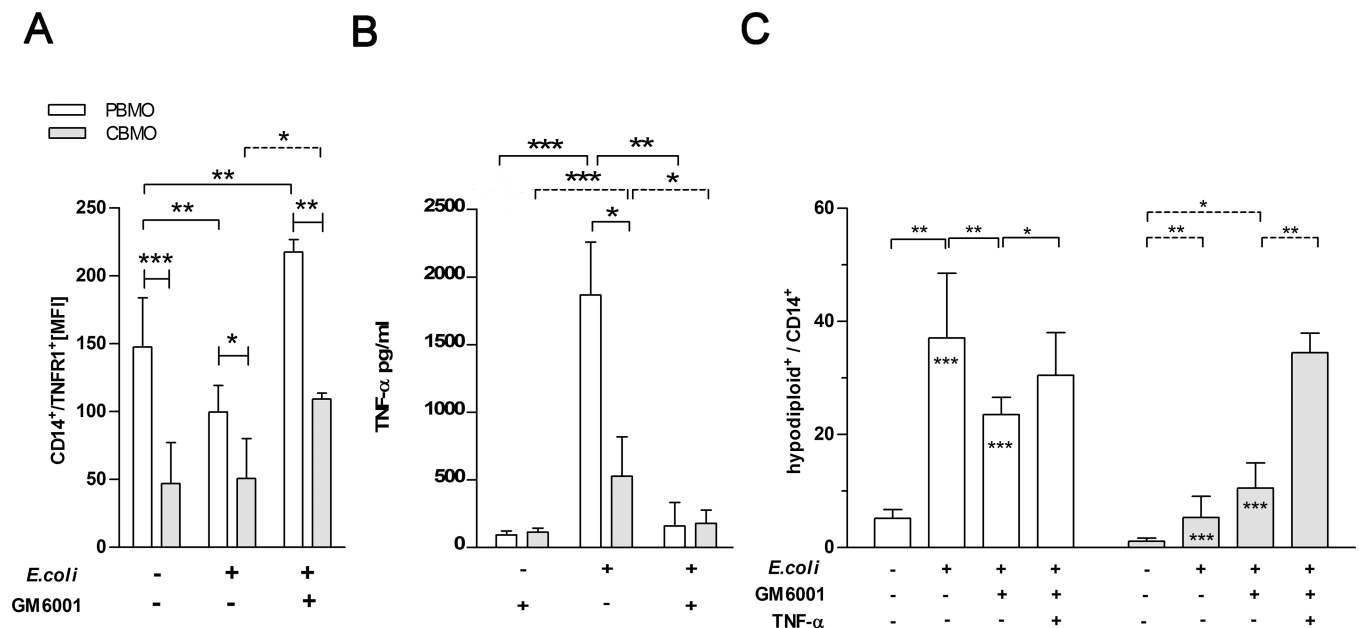 A
B
C
PBMO
CBMO
*
**
**
**
***
*
250
200
150
100
50
0
CD14+/TNFR1+[MFI]
E.coli - + +
GM6001 - - +
***
**
***
*
*
2500
2000
1500
1000
500
0
TNF-α pg/ml
- + +
+ - +
60
40
20
0
hypodiploid+ / CD14+
** ** *
*
** **
***
***
***
***
E.coli - + + + - + + +
GM6001 - - + + - - + +
TNF-α - - - + - - - +